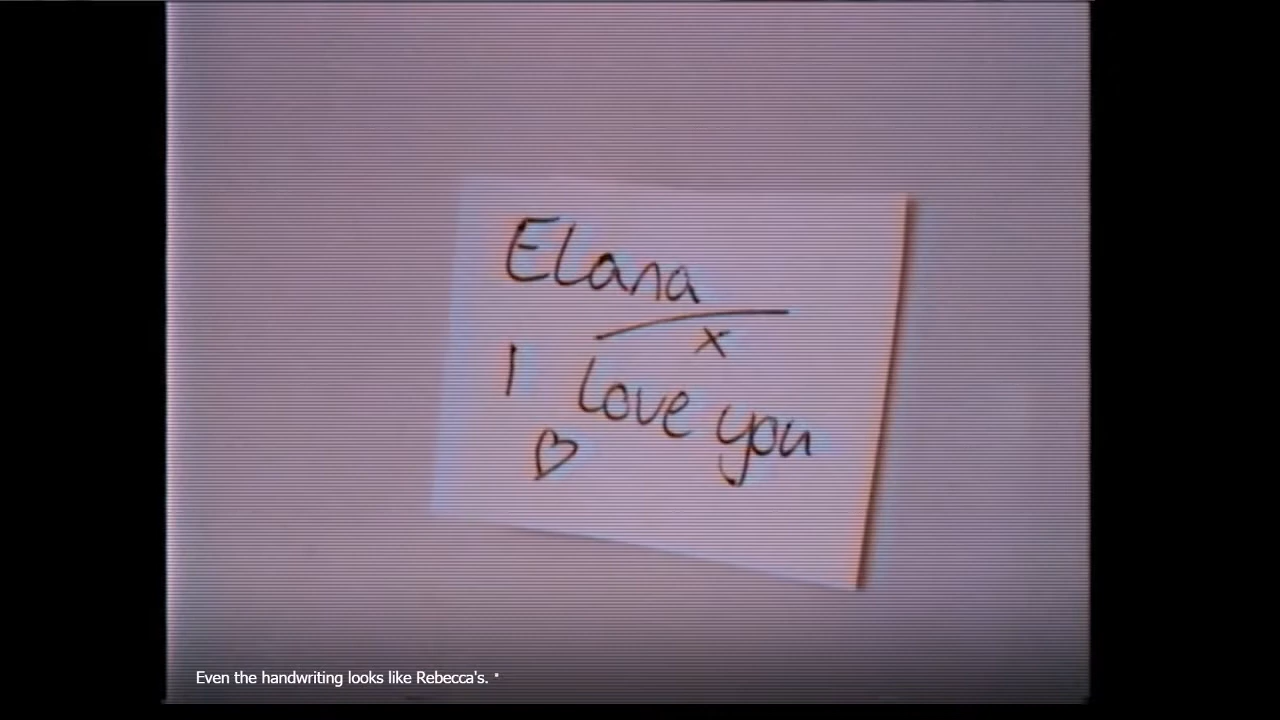 Elana
x
I love you
♡
Even the handwriting looks like Rebecca's. *